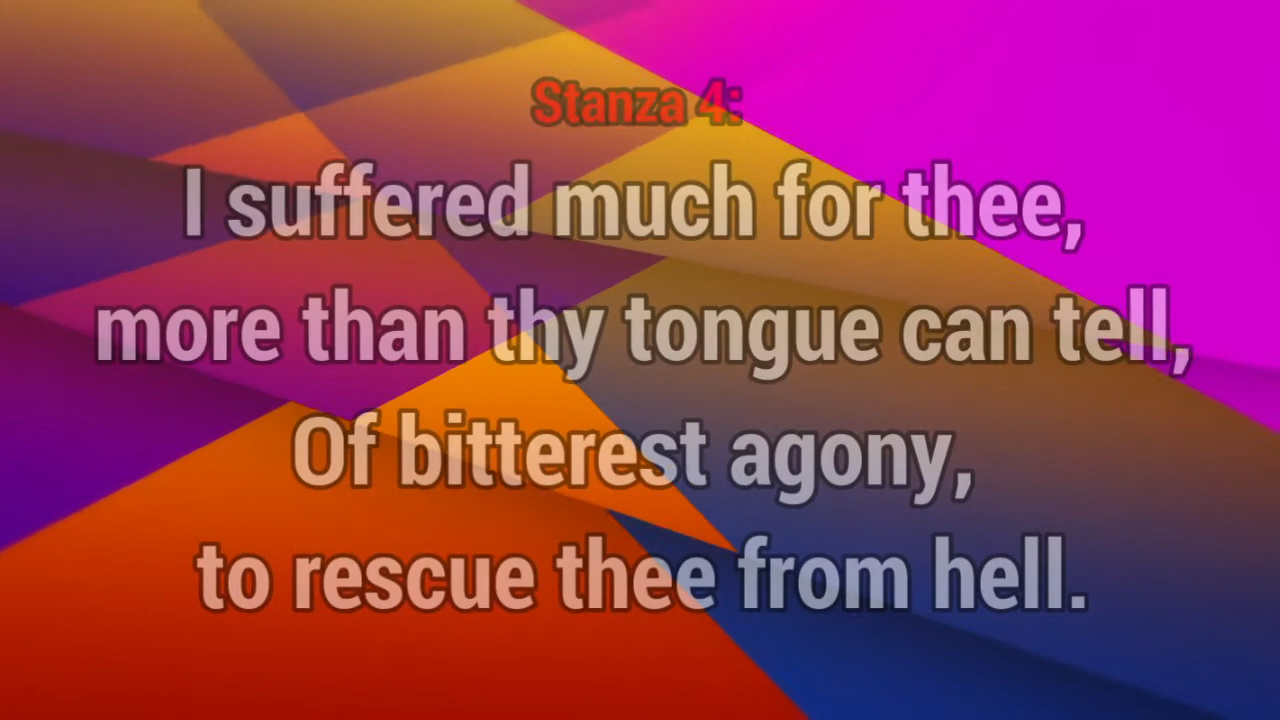 Stanza 4:
I suffered much for thee,
more than thy tongue can tell,
Of bitterest agony,
to rescue thee from hell.